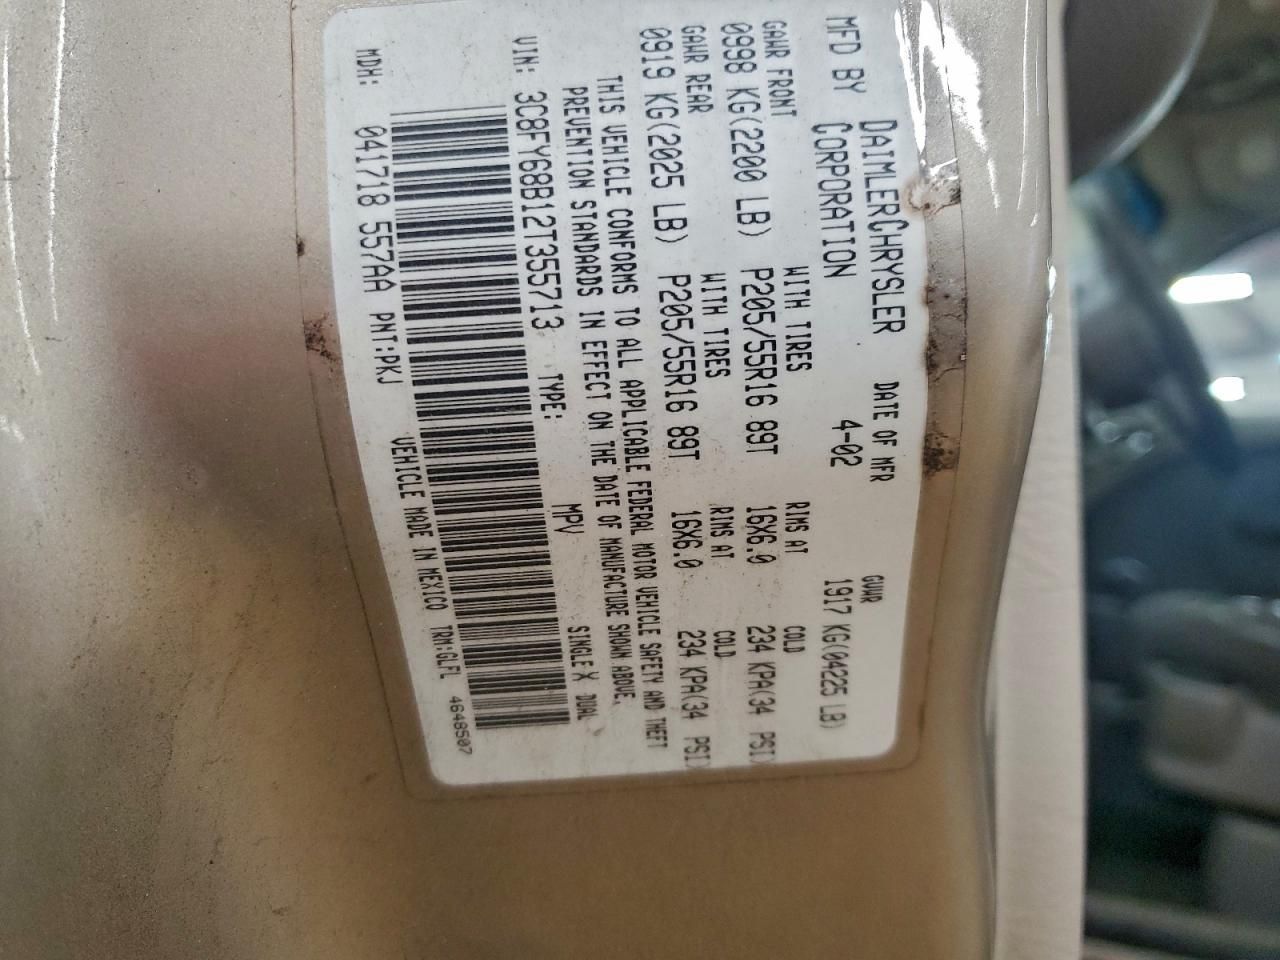 MFD BY DAIMLERCHRYSLER CORPORATION DATE OF MFR 4-02 GVWR 1917 KG(04225 LB)
GAWR FRONT WITH TIRES RIMS AT COLD
0998 KG(2200 LB) P205/55R16 89T 16X6.0 234 KPA(34 PSI)
GAWR REAR WITH TIRES RIMS AT COLD
0919 KG(2025 LB) P205/55R16 89T 16X6.0 234 KPA(34 PSI)
THIS VEHICLE CONFORMS TO ALL APPLICABLE FEDERAL MOTOR VEHICLE SAFETY AND THEFT
PREVENTION STANDARDS IN EFFECT ON THE DATE OF MANUFACTURE SHOWN ABOVE.
VIN: 3C8FY68B12T355713 TYPE: MPV SINGLE X DUAL
MDH: 041718 557AA PNT:PKJ VEHICLE MADE IN MEXICO TRM:GLFL 4648507